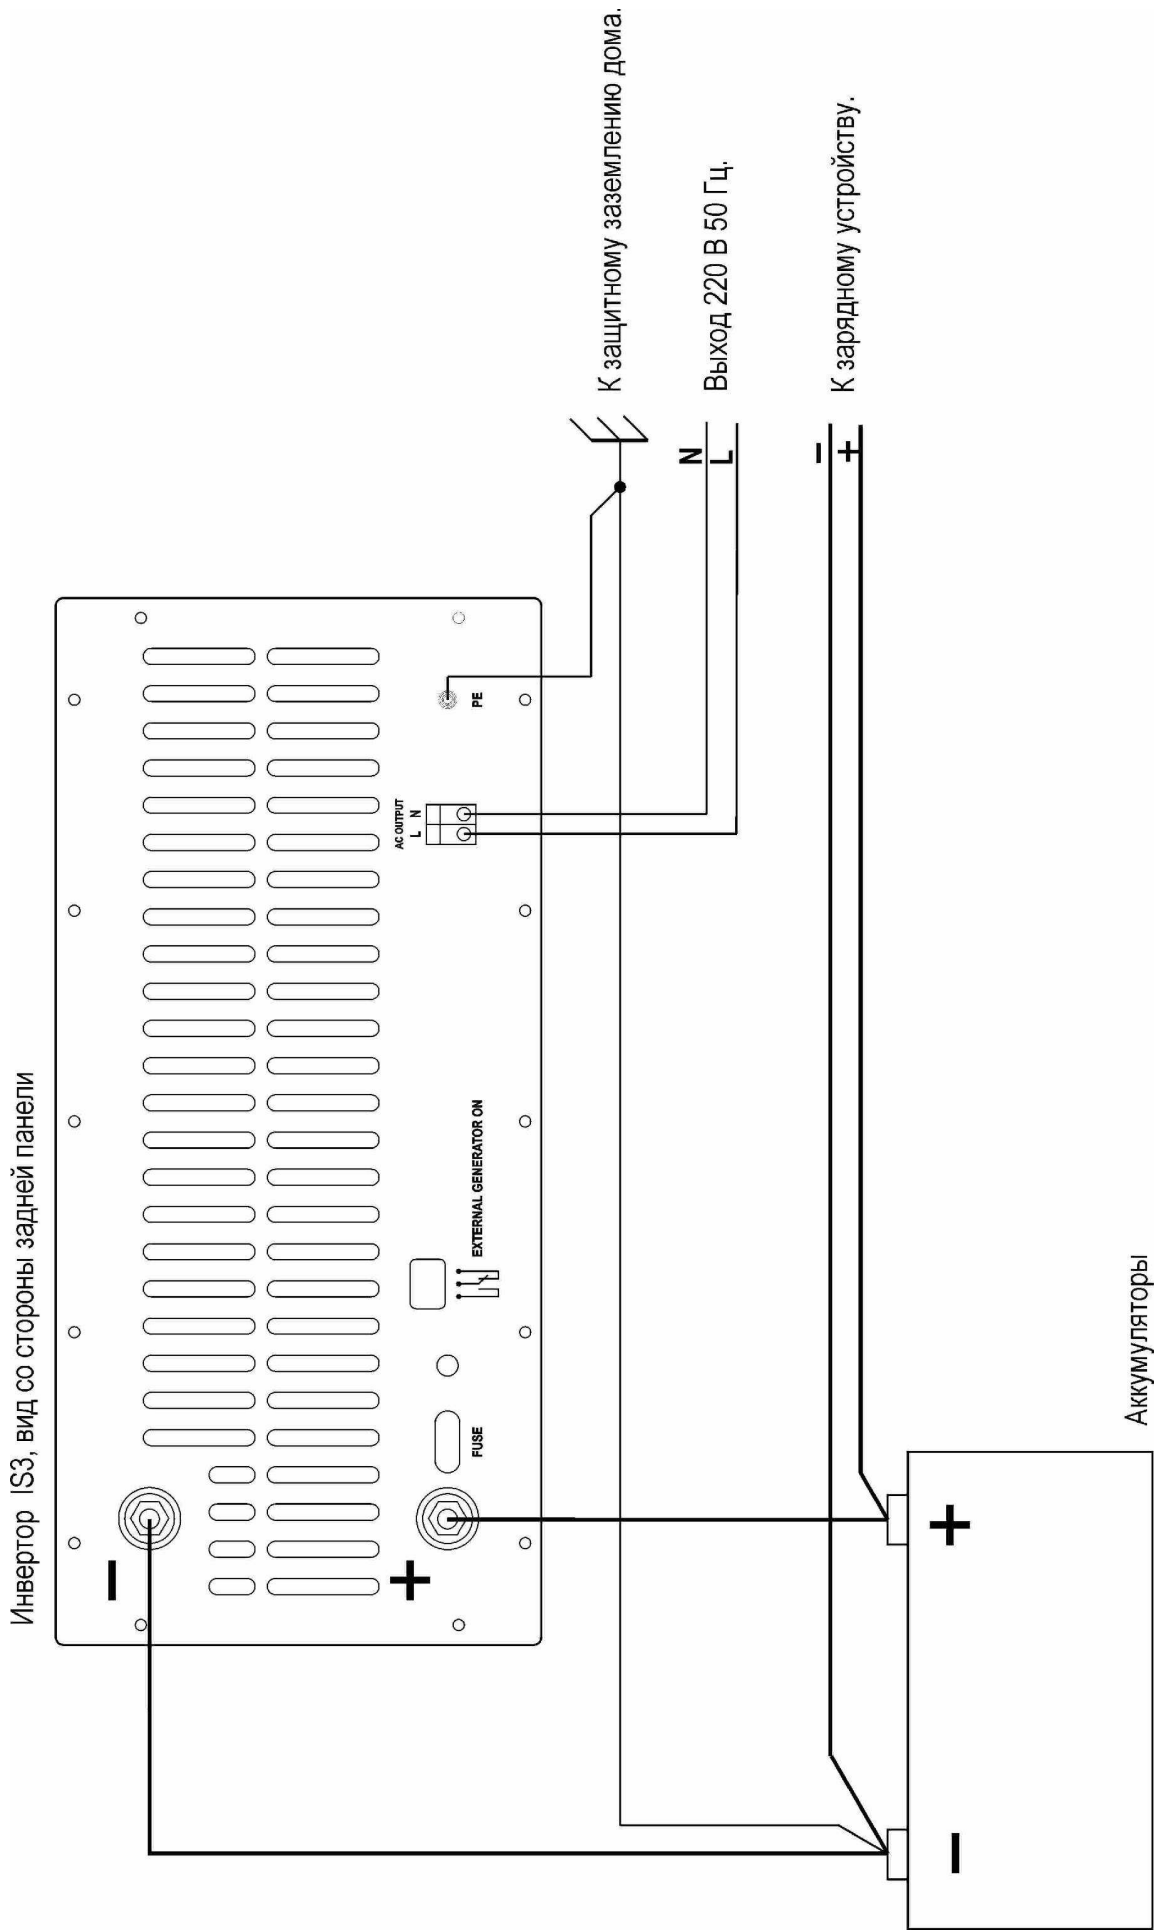 Инвертор IS3, вид со стороны задней панели
−
+
FUSE
EXTERNAL GENERATOR ON
AC OUTPUT
L N
PE
К защитному заземлению дома.
N
L
Выход 220 В 50 Гц.
−
+
К зарядному устройству.
Аккумуляторы
−
+